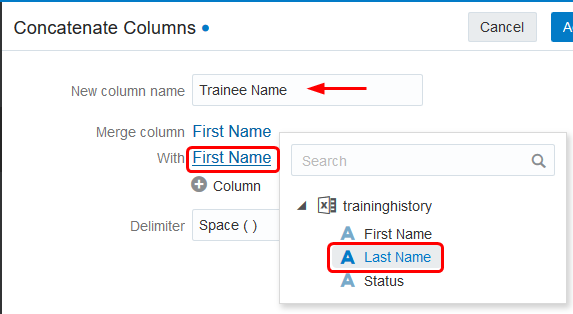 Concatenate Columns
Cancel
A
New column name Trainee Name
Merge column First Name
With First Name
Column
Delimiter Space ( )
Search
traininghistory
A First Name
A Last Name
A Status